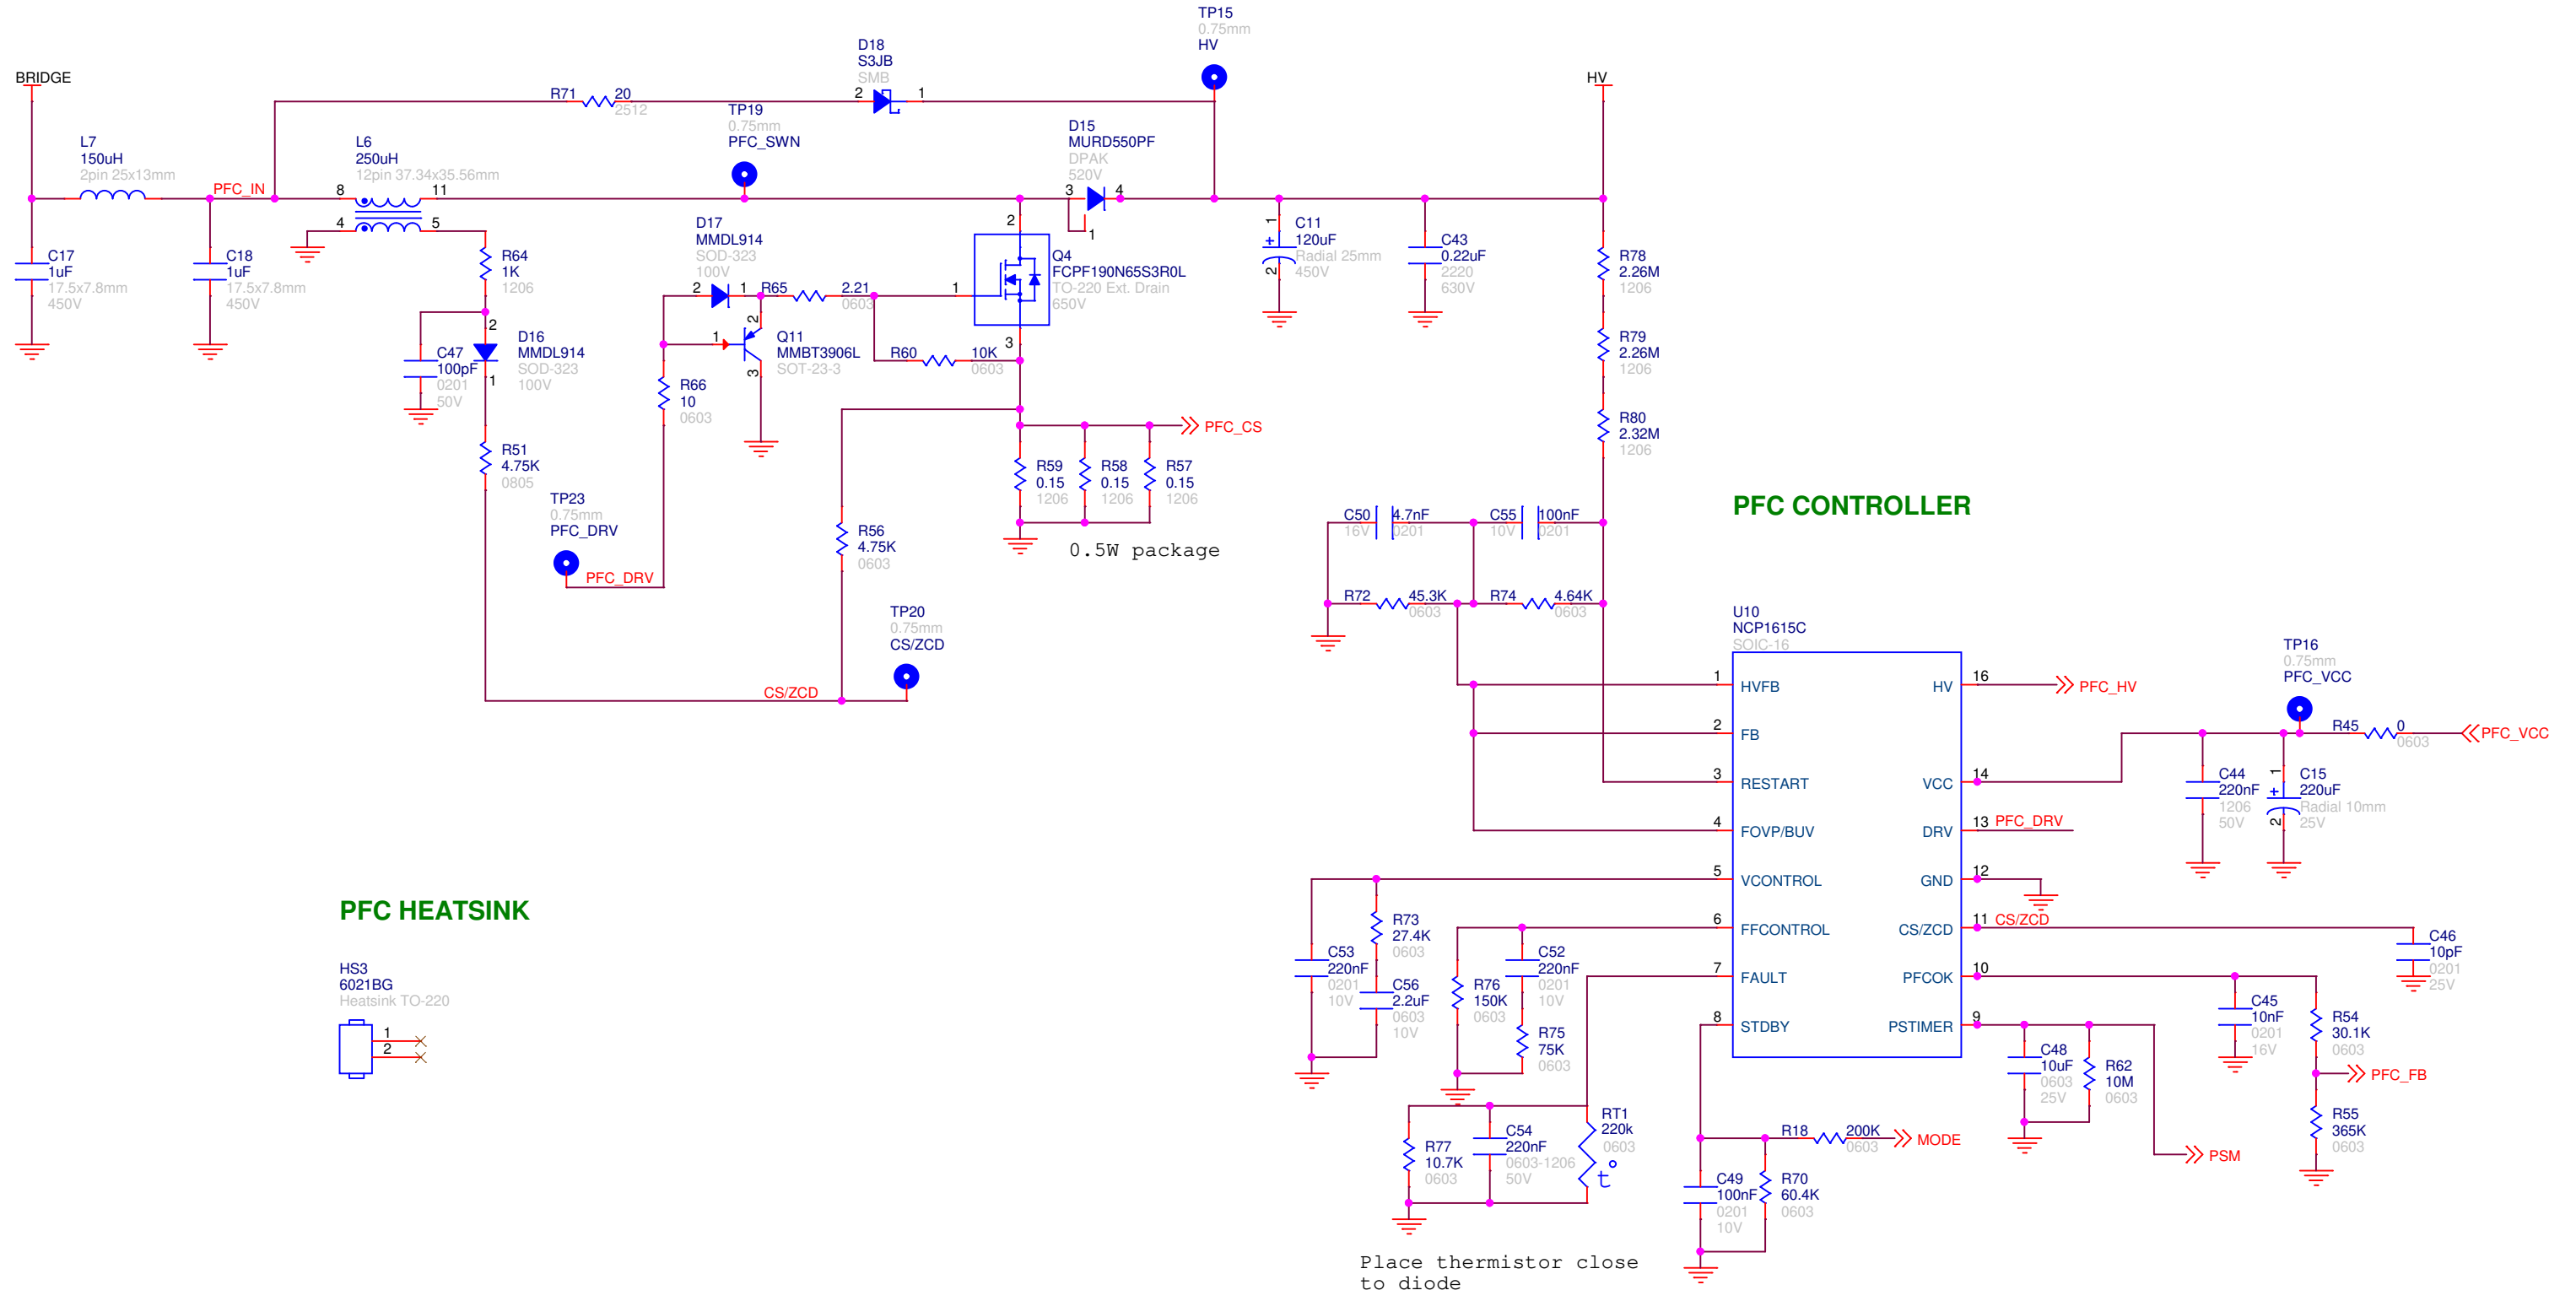 BRIDGE
L7
150uH
2pin 25x13mm
PFC_IN
C17
1uF
17.5x7.8mm
450V
C18
1uF
17.5x7.8mm
450V
R71
20
2512
D18
S3JB
SMB
2
1
TP15
0.75mm
HV
L6
250uH
12pin 37.34x35.56mm
8
11
4
5
TP19
0.75mm
PFC_SWN
D15
MURD550PF
DPAK
520V
3
4
1
HV
R64
1K
1206
C47
100pF
0201
50V
2
D16
MMDL914
SOD-323
100V
1
R51
4.75K
0805
D17
MMDL914
SOD-323
100V
2
1
R65
2.21
0603
1
2
3
Q11
MMBT3906L
SOT-23-3
R66
10
0603
R60
10K
0603
2
1
3
Q4
FCPF190N65S3R0L
TO-220 Ext. Drain
650V
1
2
+
C11
120uF
Radial 25mm
450V
C43
0.22uF
2220
630V
R78
2.26M
1206
R79
2.26M
1206
R80
2.32M
1206
PFC_CS
R59
0.15
1206
R58
0.15
1206
R57
0.15
1206
0.5W package
TP23
0.75mm
PFC_DRV
PFC_DRV
R56
4.75K
0603
TP20
0.75mm
CS/ZCD
CS/ZCD
PFC CONTROLLER
C50
4.7nF
16V
0201
C55
100nF
10V
0201
R72
45.3K
0603
R74
4.64K
0603
U10
NCP1615C
SOIC-16
1
HVFB
2
FB
3
RESTART
4
FOVP/BUV
5
VCONTROL
6
FFCONTROL
7
FAULT
8
STDBY
16
HV
14
VCC
13
DRV
12
GND
11
CS/ZCD
10
PFCOK
9
PSTIMER
PFC_HV
TP16
0.75mm
PFC_VCC
R45
0
0603
PFC_VCC
C44
220nF
1206
50V
1
2
+
C15
220uF
Radial 10mm
25V
PFC_DRV
CS/ZCD
C46
10pF
0201
25V
C45
10nF
0201
16V
R54
30.1K
0603
PFC_FB
R55
365K
0603
C48
10uF
0603
25V
R62
10M
0603
PSM
C53
220nF
0201
10V
R73
27.4K
0603
C56
2.2uF
0603
10V
R76
150K
0603
C52
220nF
0201
10V
R75
75K
0603
R77
10.7K
0603
C54
220nF
0603-1206
50V
RT1
220k
0603
t°
R18
200K
0603
MODE
C49
100nF
0201
10V
R70
60.4K
0603
Place thermistor close
to diode
PFC HEATSINK
HS3
6021BG
Heatsink TO-220
1
2